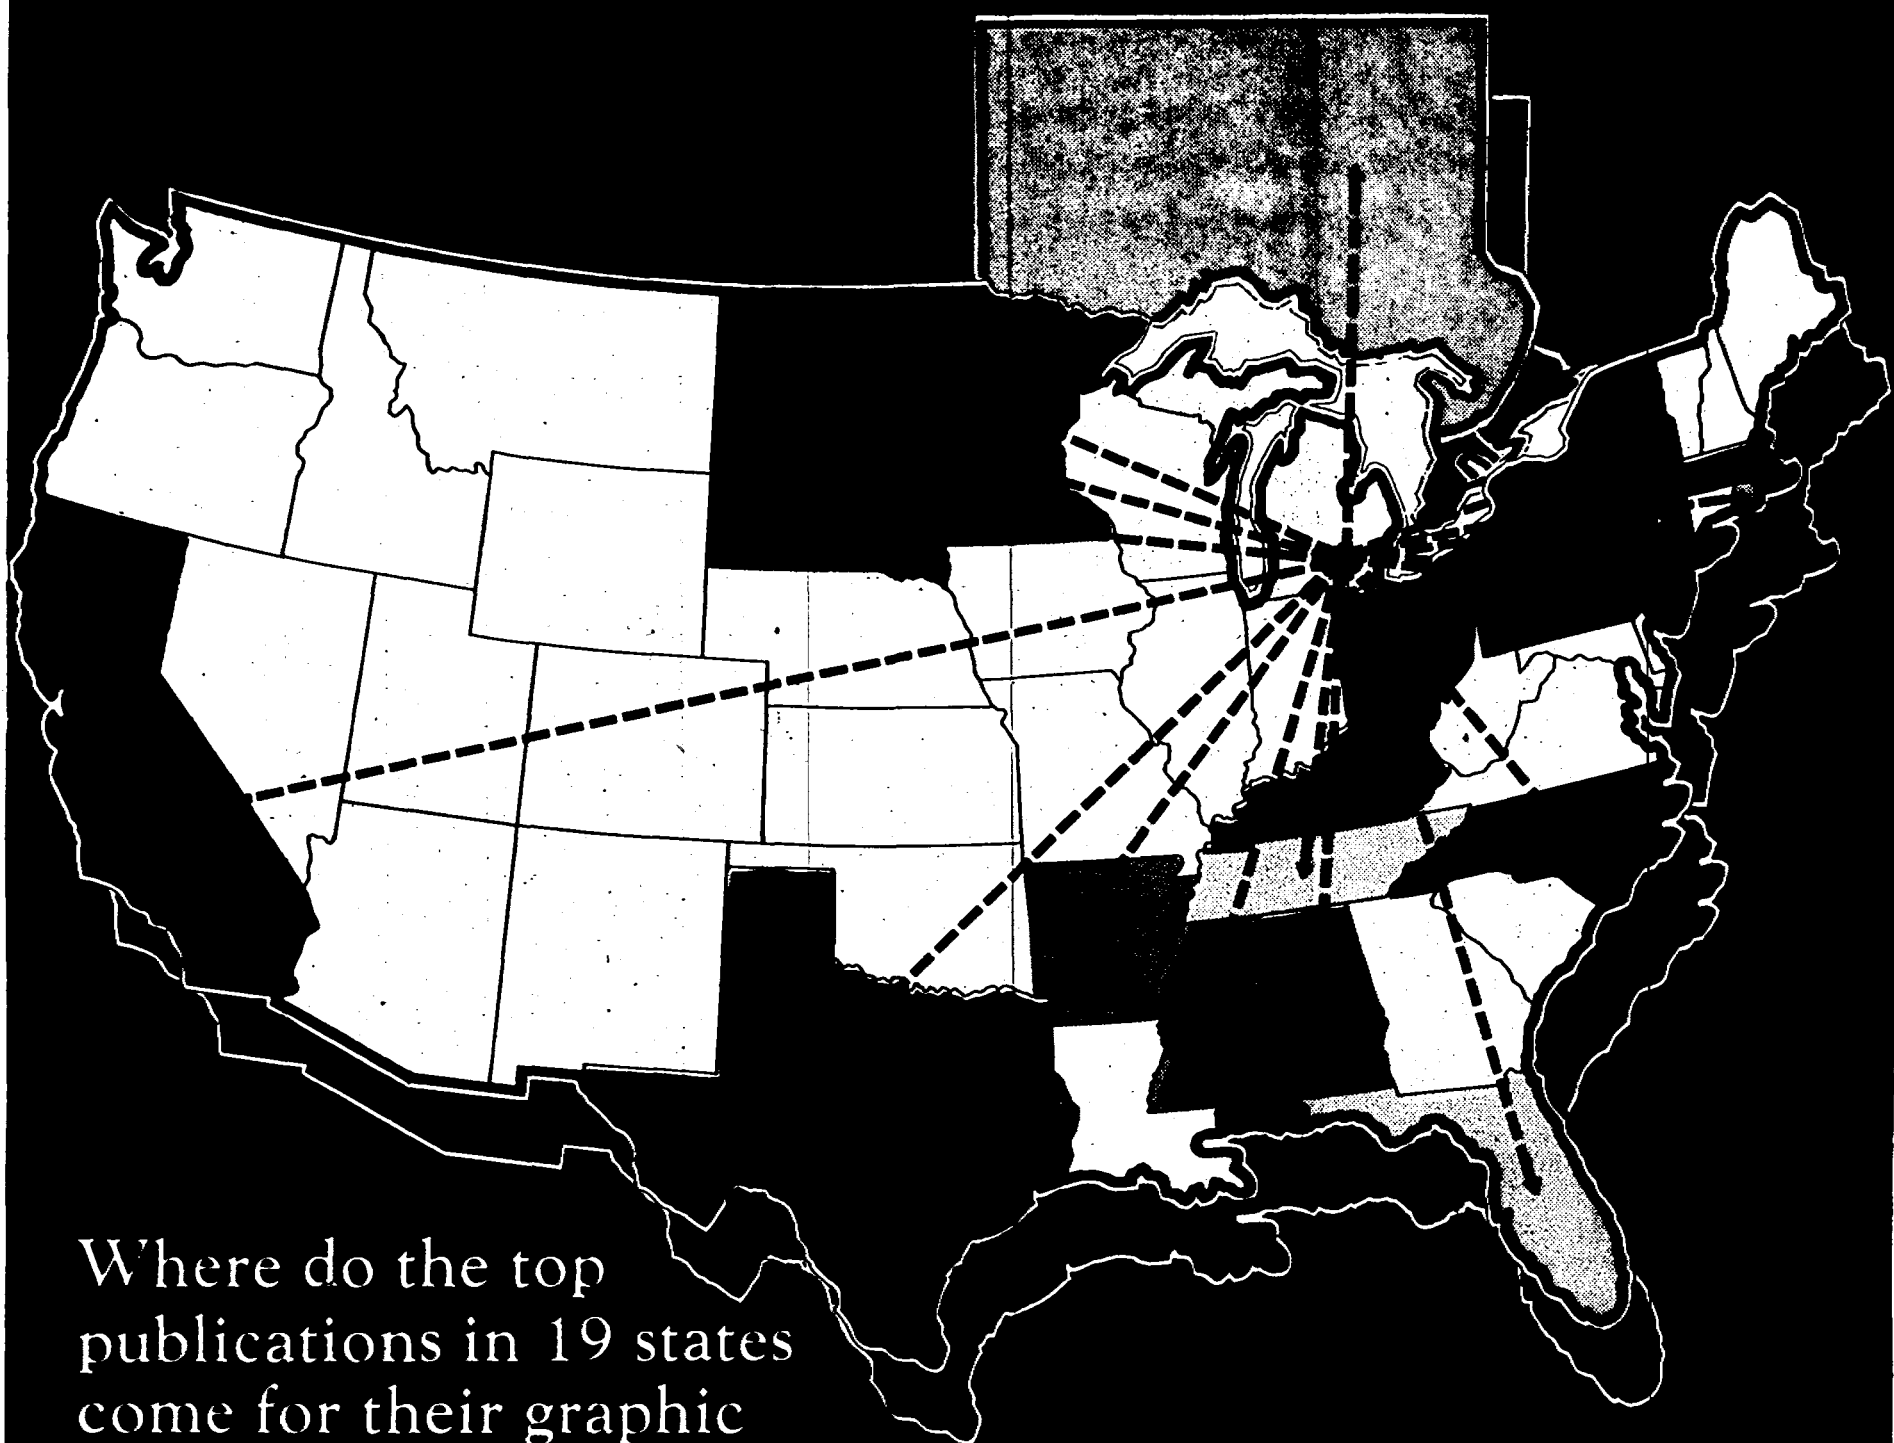 Where do the top
publications in 19 states
come for their graphic